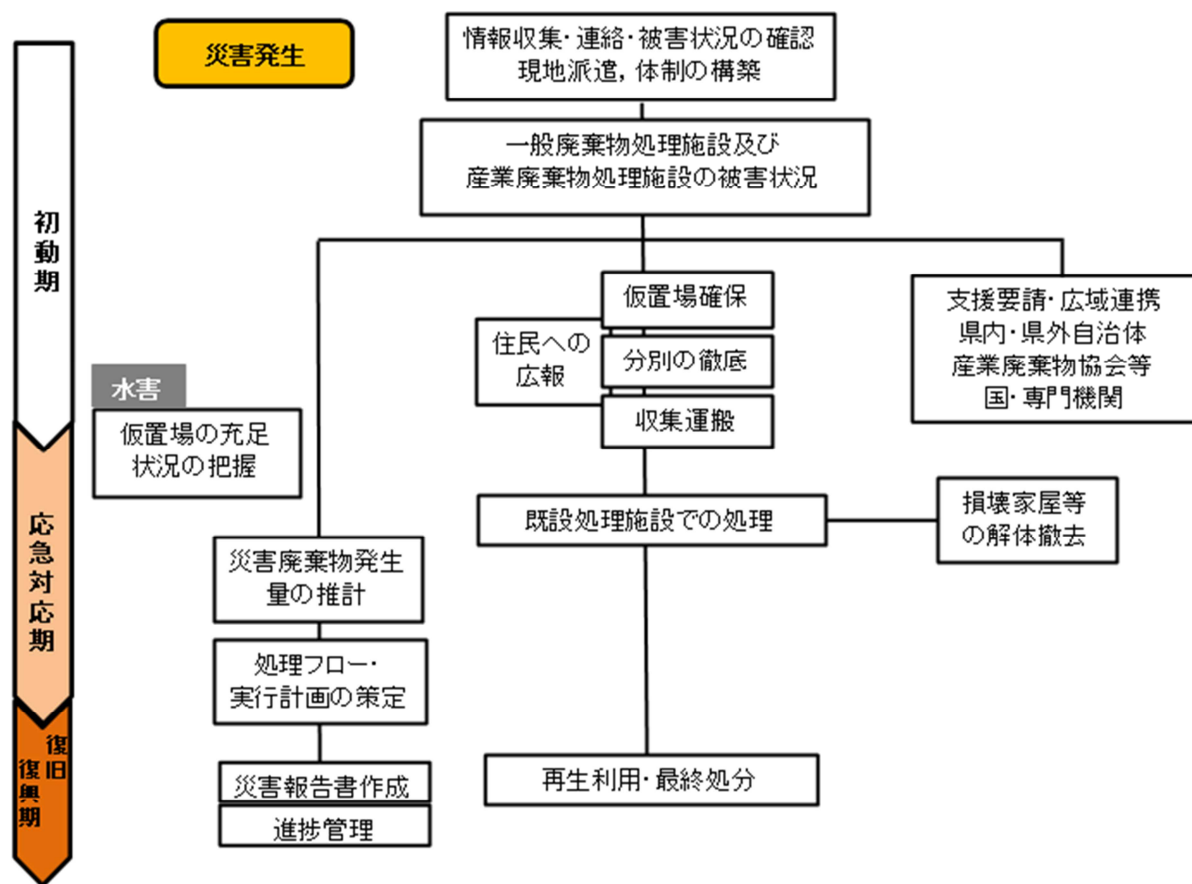 災害発生
情報収集・連絡・被害状況の確認
現地派遣,体制の構築
一般廃棄物処理施設及び
産業廃棄物処理施設の被害状況
初動期
仮置場確保
住民への
広報
分別の徹底
収集運搬
支援要請・広域連携
県内・県外自治体
産業廃棄物協会等
国・専門機関
水害
仮置場の充足
状況の把握
応急対応期
既設処理施設での処理
損壊家屋等
の解体撤去
災害廃棄物発生
量の推計
処理フロー・
実行計画の策定
復旧
復興期
災害報告書作成
進捗管理
再生利用・最終処分